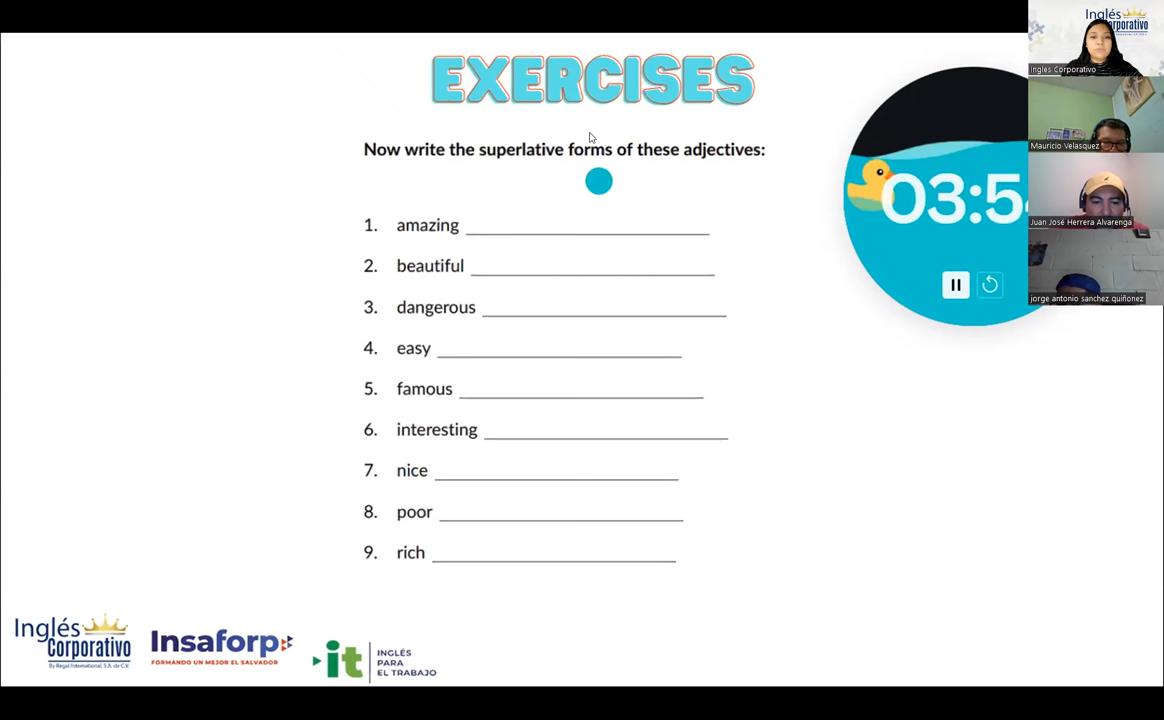 EXERCISES
Now write the superlative forms of these adjectives:
1. amazing
2. beautiful
3. dangerous
4. easy
5. famous
6. interesting
7. nice
8. poor
9. rich
Inglés
Corporativo
By Regal International, S.A. de C.V.
Insaforp
FORMANDO UN MEJOR EL SALVADOR
it
INGLÉS
PARA
EL TRABAJO
03:5
Inglés
Corporativo
Ingles Corporativo
Mauricio Velasquez
Juan José Herrera Alvarenga
jorge antonio sanchez quiñonez